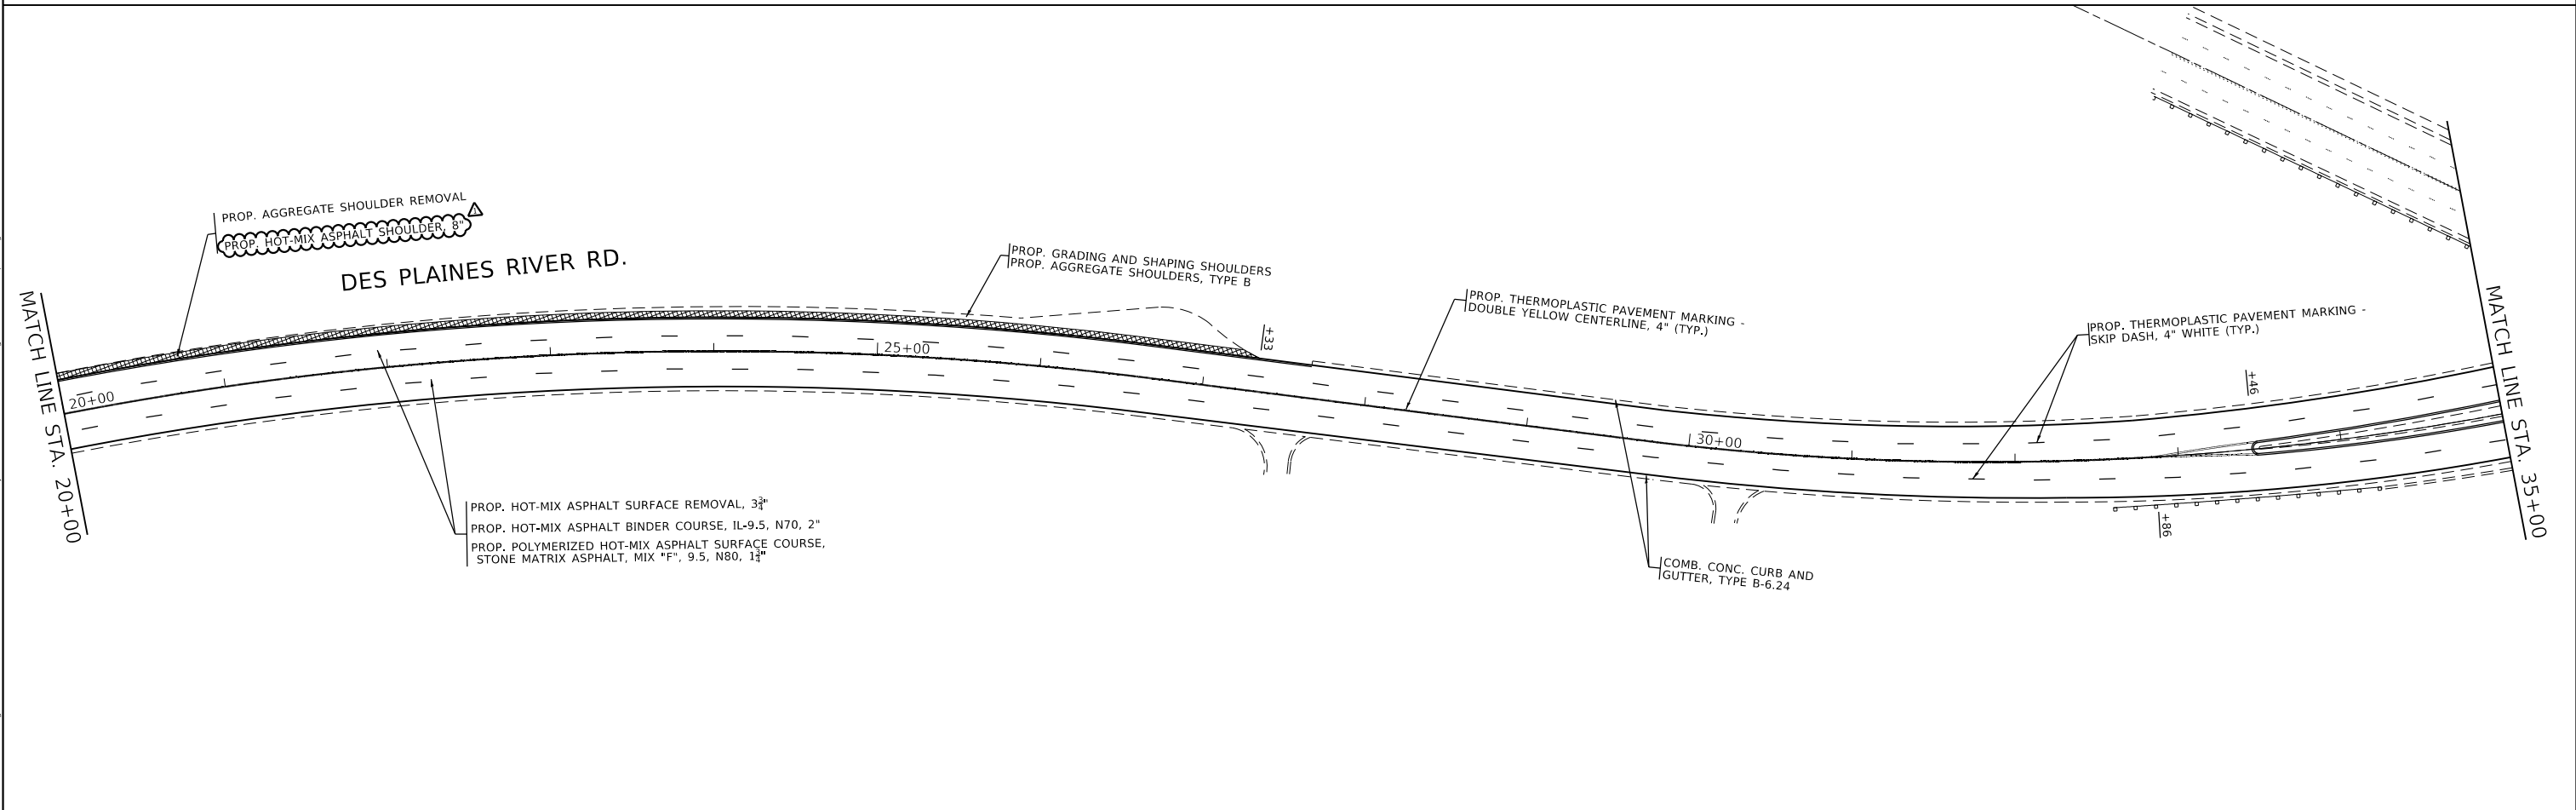 PROP. AGGREGATE SHOULDER REMOVAL
PROP. HOT-MIX ASPHALT SHOULDER, 8"
DES PLAINES RIVER RD.
PROP. GRADING AND SHAPING SHOULDERS
PROP. AGGREGATE SHOULDERS, TYPE B
PROP. THERMOPLASTIC PAVEMENT MARKING -
DOUBLE YELLOW CENTERLINE, 4" (TYP.)
PROP. THERMOPLASTIC PAVEMENT MARKING -
SKIP DASH, 4" WHITE (TYP.)
MATCH LINE STA. 20+00
20+00
25+00
+33
30+00
+46
+86
MATCH LINE STA. 35+00
PROP. HOT-MIX ASPHALT SURFACE REMOVAL, 3¾"
PROP. HOT-MIX ASPHALT BINDER COURSE, IL-9.5, N70, 2"
PROP. POLYMERIZED HOT-MIX ASPHALT SURFACE COURSE,
STONE MATRIX ASPHALT, MIX "F", 9.5, N80, 1¾"
COMB. CONC. CURB AND
GUTTER, TYPE B-6.24